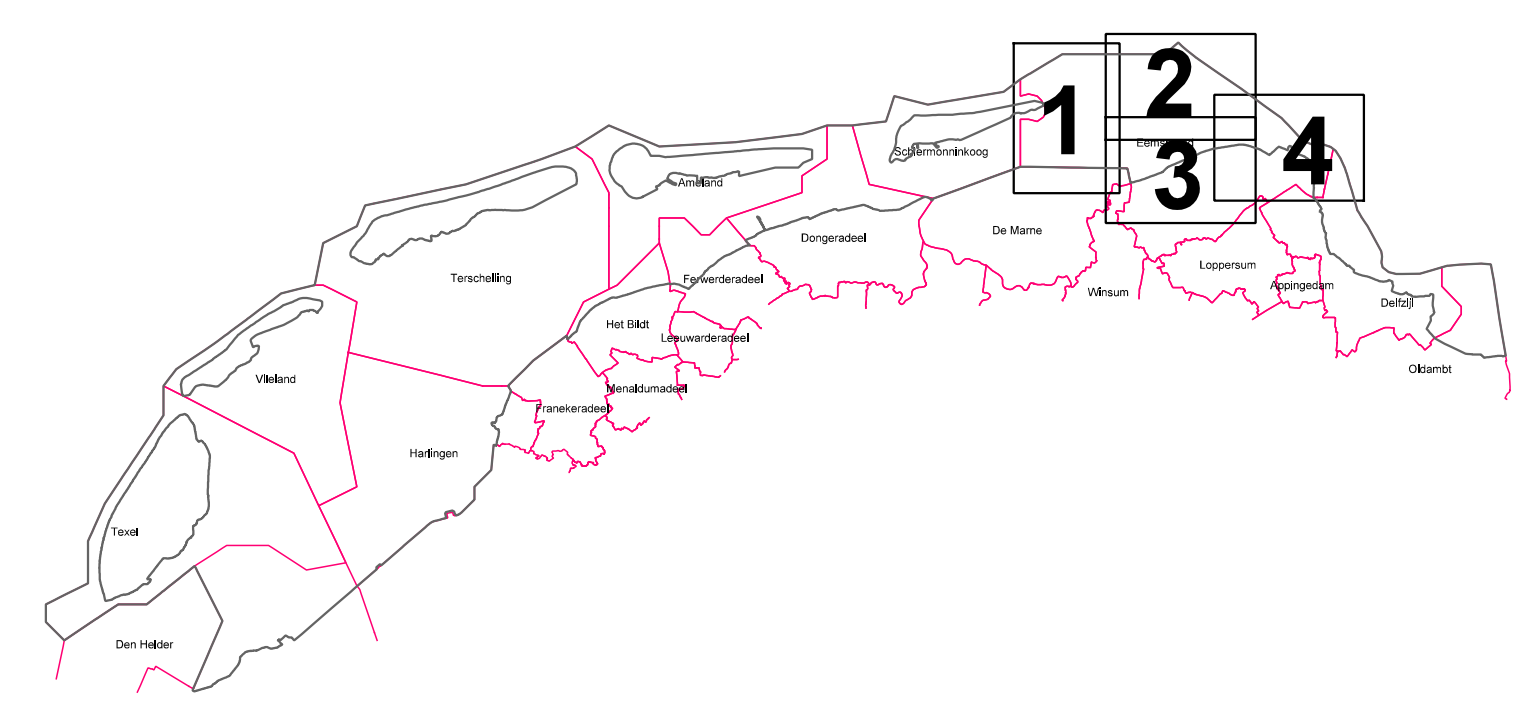 1
2
3
4
Schiermonninkoog
Ameland
De Marne
Dongeradeel
Terschelling
Ferwerderadeel
Loppersum
Appingedam
Winsum
Delfzijl
Het Bildt
Leeuwarderadeel
Oldambt
Vlieland
Menaldumadeel
Franekeradeel
Harlingen
Texel
Den Helder